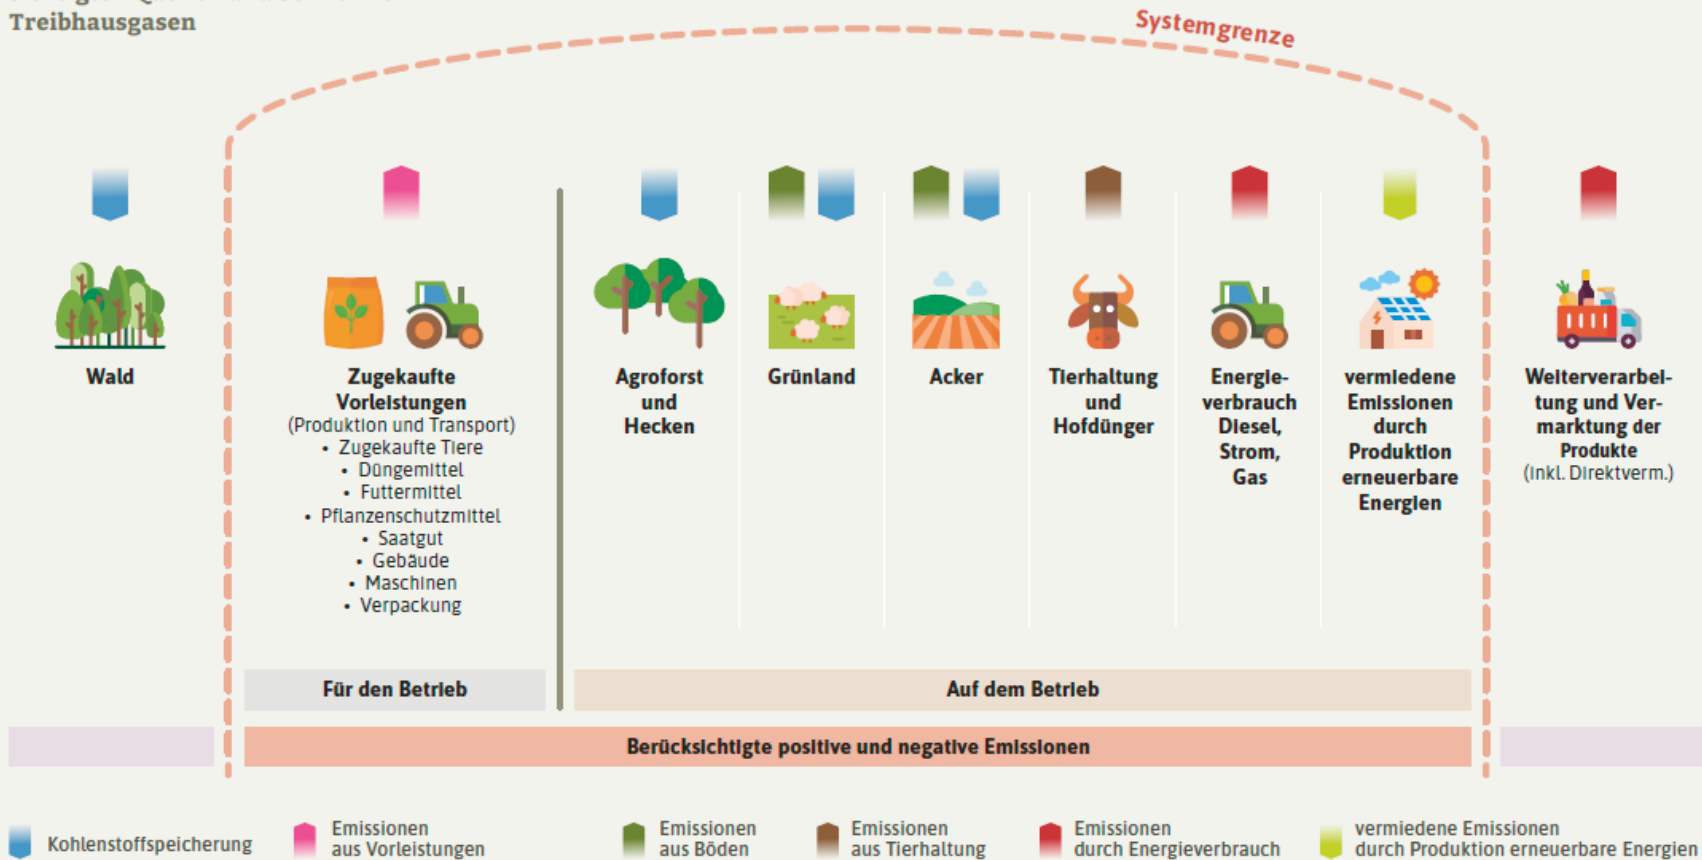 Treibhausgasen
Systemgrenze
Wald
Zugekaufte
Vorleistungen
(Produktion und Transport)
• Zugekaufte Tiere
• Düngemittel
• Futtermittel
• Pflanzenschutzmittel
• Saatgut
• Gebäude
• Maschinen
• Verpackung
Agroforst
und
Hecken
Grünland
Acker
Tierhaltung
und
Hofdünger
Energie-
verbrauch
Diesel,
Strom,
Gas
vermiedene
Emissionen
durch
Produktion
erneuerbare
Energien
Weiterverarbei-
tung und Ver-
marktung der
Produkte
(inkl. Direktverm.)
Für den Betrieb
Auf dem Betrieb
Berücksichtigte positive und negative Emissionen
Kohlenstoffspeicherung
Emissionen
aus Vorleistungen
Emissionen
aus Böden
Emissionen
aus Tierhaltung
Emissionen
durch Energieverbrauch
vermiedene Emissionen
durch Produktion erneuerbare Energien